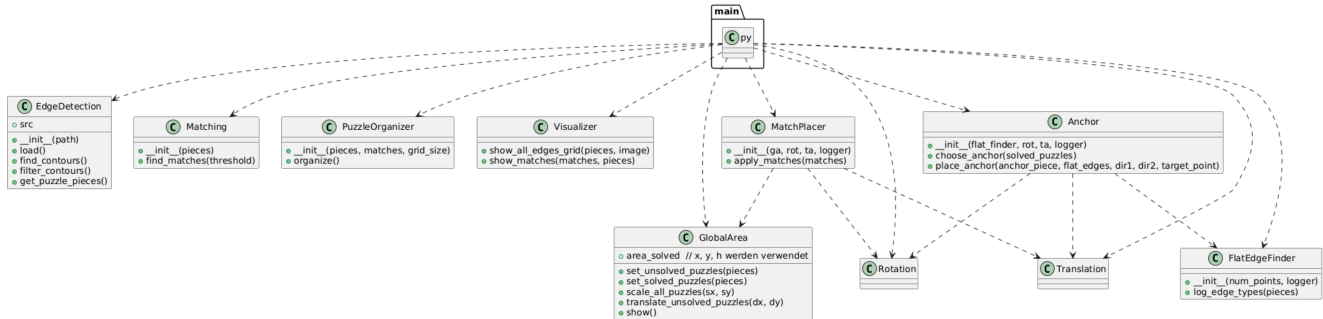 main
C py
C EdgeDetection
src
__init__(path)
load()
find_contours()
filter_contours()
get_puzzle_pieces()
C Matching
__init__(pieces)
find_matches(threshold)
C PuzzleOrganizer
__init__(pieces, matches, grid_size)
organize()
C Visualizer
show_all_edges_grid(pieces, image)
show_matches(matches, pieces)
C MatchPlacer
__init__(ga, rot, ta, logger)
apply_matches(matches)
C Anchor
__init__(flat_finder, rot, ta, logger)
choose_anchor(solved_puzzles)
place_anchor(anchor_piece, flat_edges, dir1, dir2, target_point)
C GlobalArea
area_solved // x, y, h werden verwendet
set_unsolved_puzzles(pieces)
set_solved_puzzles(pieces)
scale_all_puzzles(sx, sy)
translate_unsolved_puzzles(dx, dy)
show()
C Rotation
C Translation
C FlatEdgeFinder
__init__(num_points, logger)
log_edge_types(pieces)